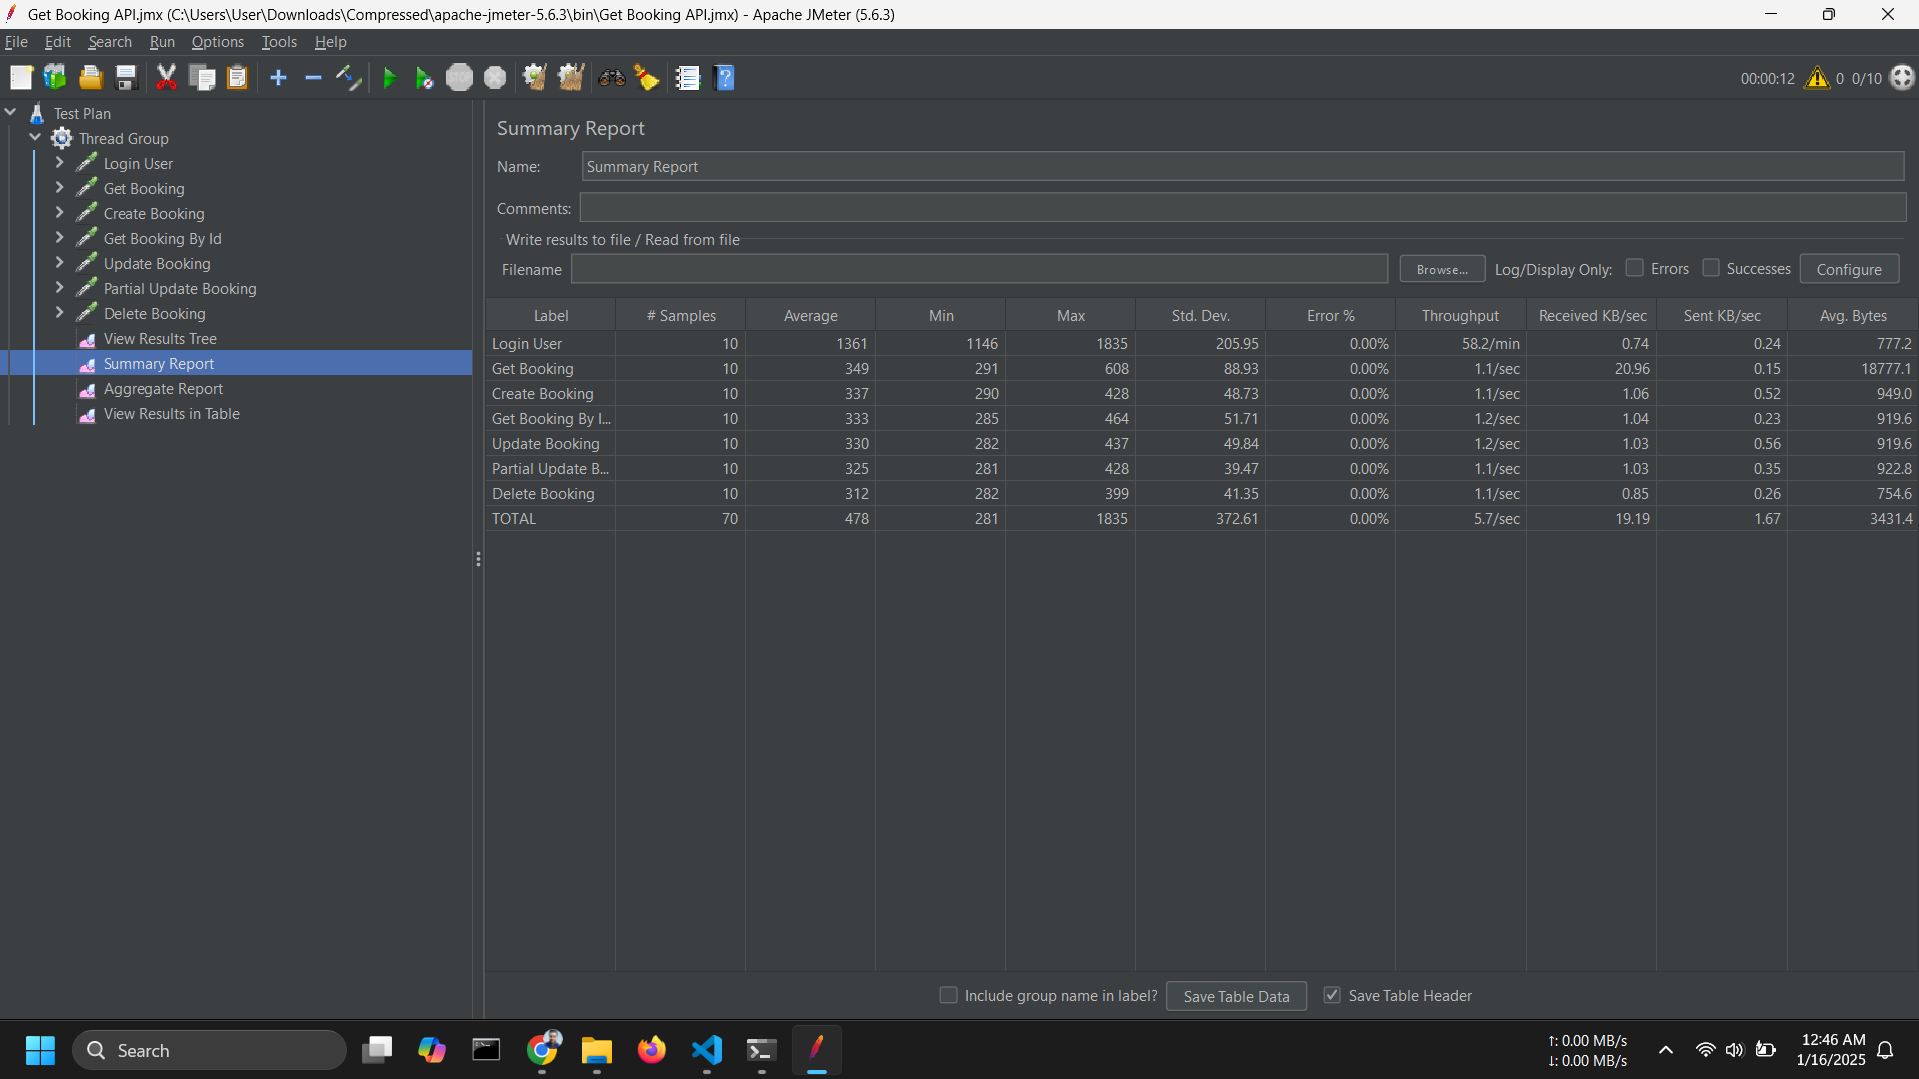 Get Booking API.jmx (C:\Users\User\Downloads\Compressed\apache-jmeter-5.6.3\bin\Get Booking API.jmx) - Apache JMeter (5.6.3)
File Edit Search Run Options Tools Help
STOP 00:00:12 0 0/10
Test Plan
Thread Group
Login User
Get Booking
Create Booking
Get Booking By Id
Update Booking
Partial Update Booking
Delete Booking
View Results Tree
Summary Report
Aggregate Report
View Results in Table
Summary Report
Name: Summary Report
Comments:
Write results to file / Read from file
Filename Browse... Log/Display Only: Errors Successes Configure
Label # Samples Average Min Max Std. Dev. Error % Throughput Received KB/sec Sent KB/sec Avg. Bytes
Login User 10 1361 1146 1835 205.95 0.00% 58.2/min 0.74 0.24 777.2
Get Booking 10 349 291 608 88.93 0.00% 1.1/sec 20.96 0.15 18777.1
Create Booking 10 337 290 428 48.73 0.00% 1.1/sec 1.06 0.52 949.0
Get Booking By I... 10 333 285 464 51.71 0.00% 1.2/sec 1.04 0.23 919.6
Update Booking 10 330 282 437 49.84 0.00% 1.2/sec 1.03 0.56 919.6
Partial Update B... 10 325 281 428 39.47 0.00% 1.1/sec 1.03 0.35 922.8
Delete Booking 10 312 282 399 41.35 0.00% 1.1/sec 0.85 0.26 754.6
TOTAL 70 478 281 1835 372.61 0.00% 5.7/sec 19.19 1.67 3431.4
Include group name in label? Save Table Data Save Table Header
Search
↑: 0.00 MB/s
↓: 0.00 MB/s
12:46 AM
1/16/2025